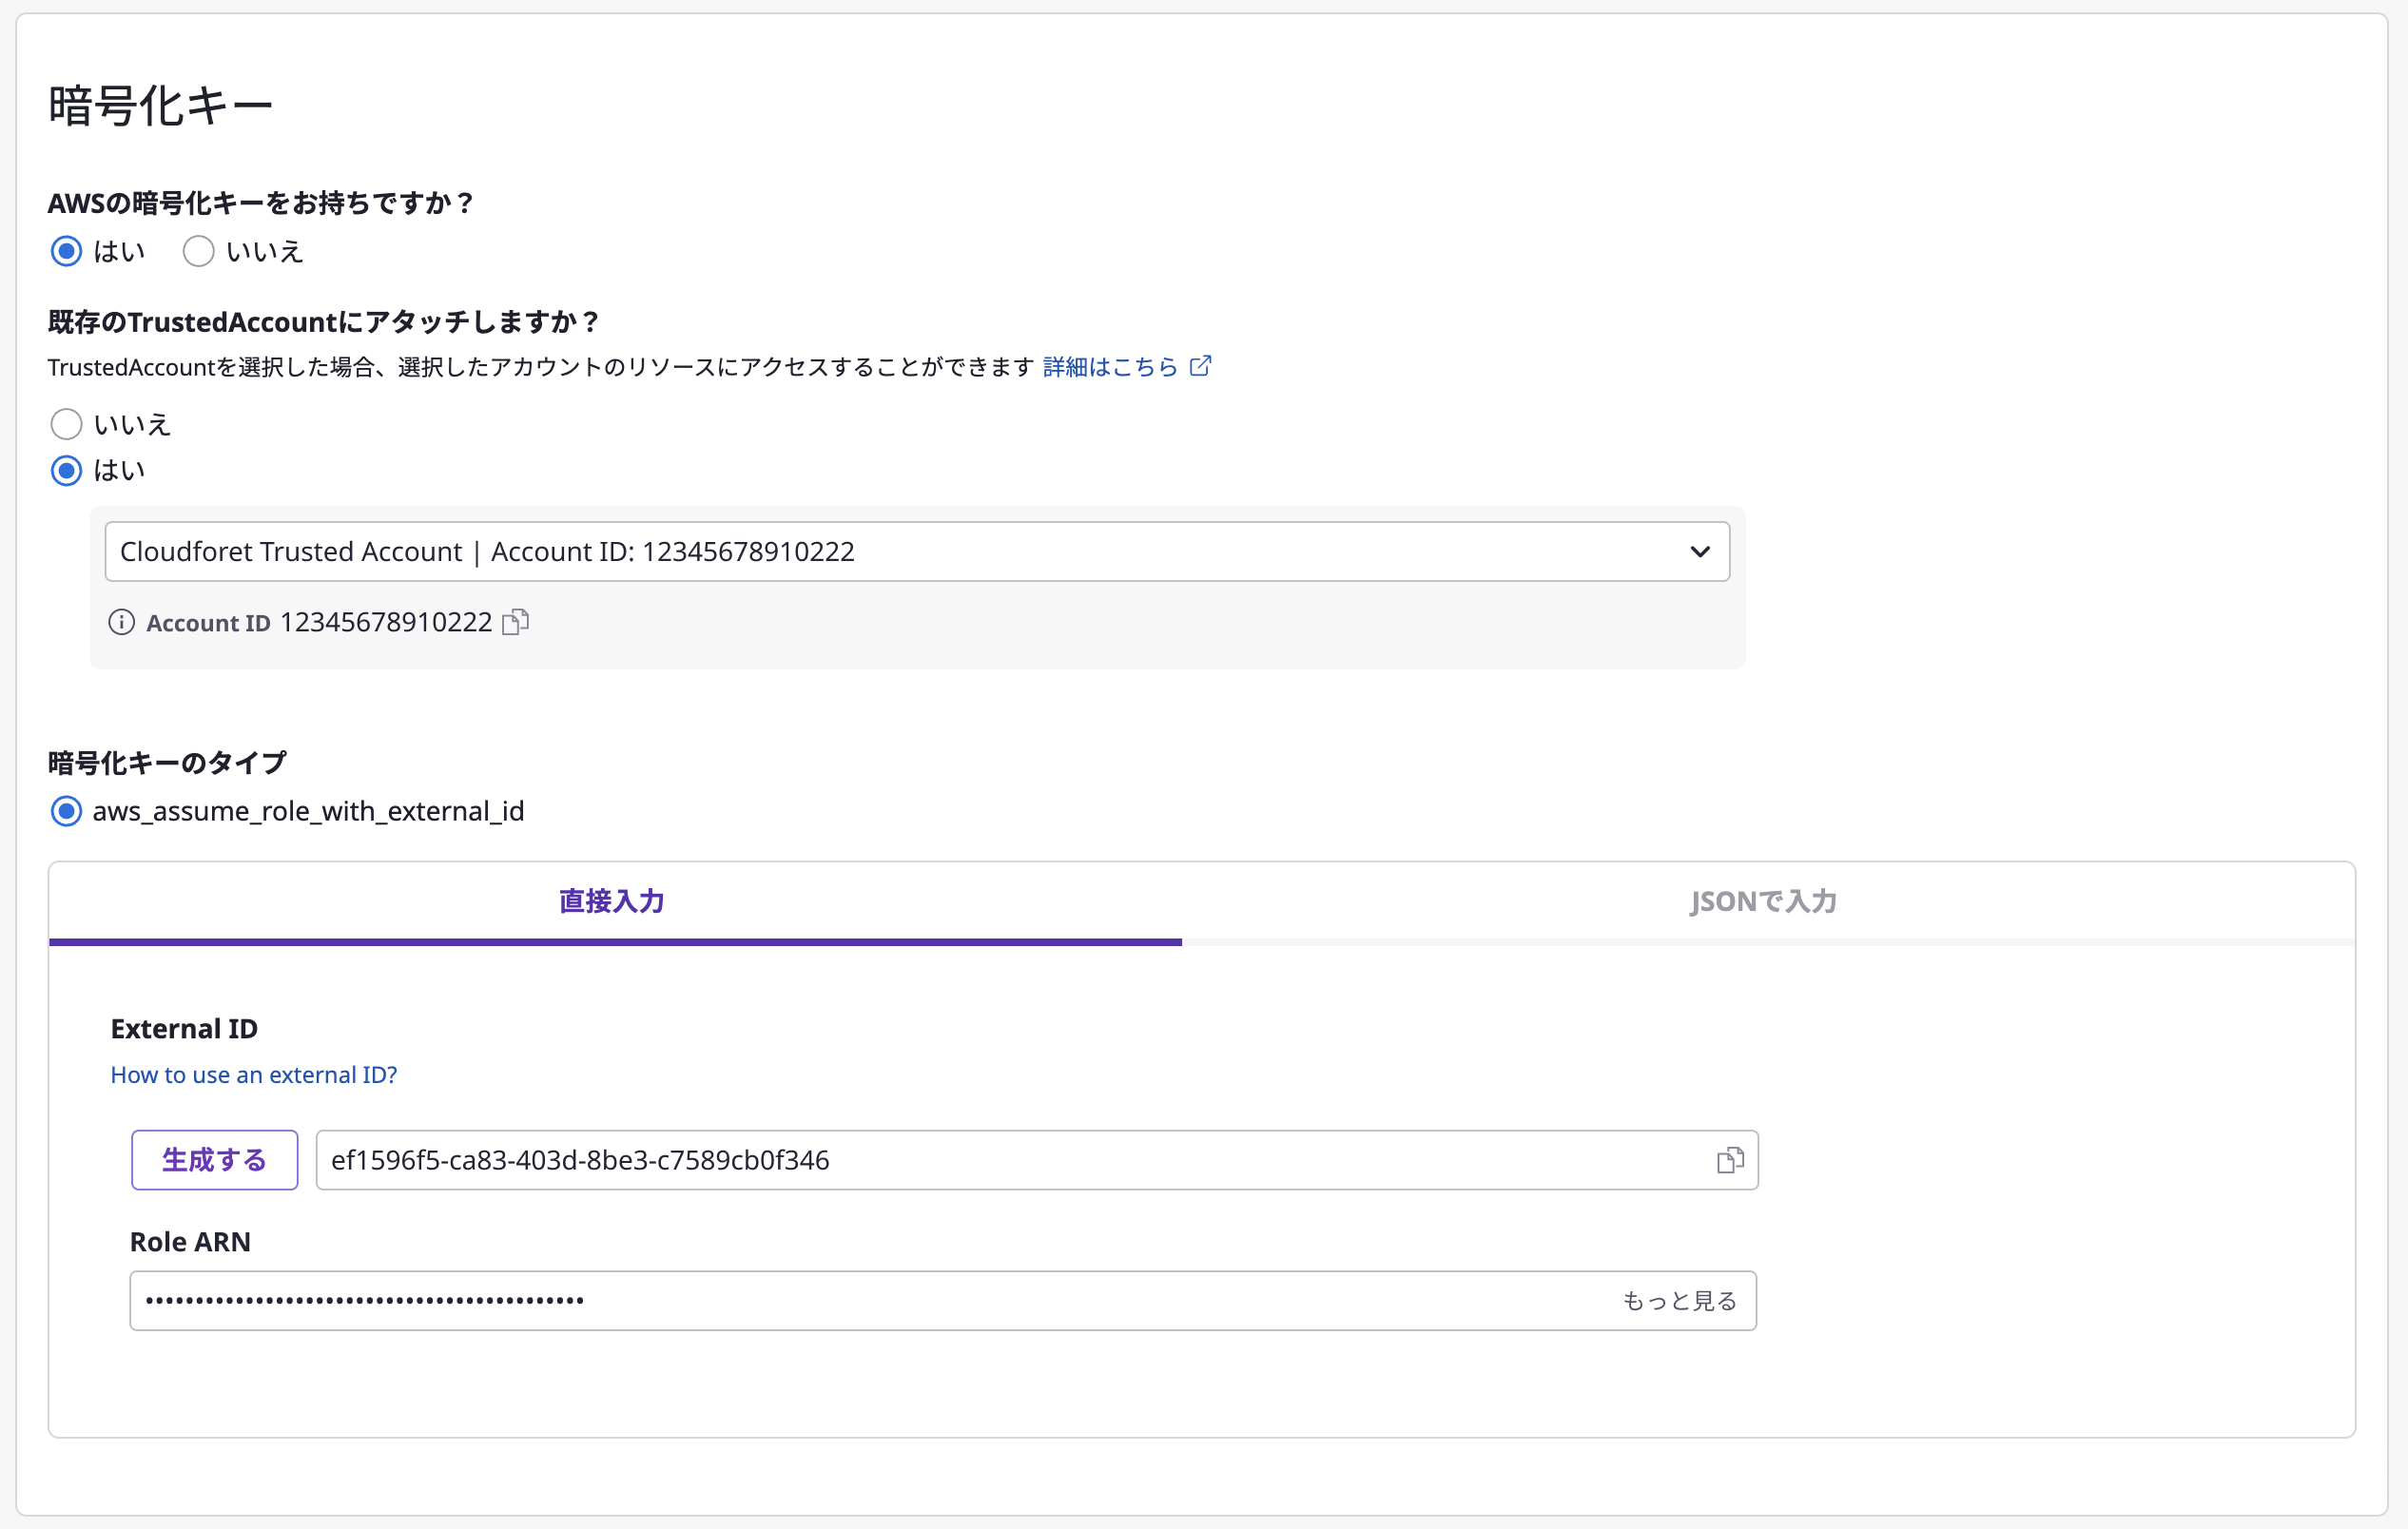 暗号化キー
AWSの暗号化キーをお持ちですか？
はい いいえ
既存のTrustedAccountにアタッチしますか？
TrustedAccountを選択した場合、選択したアカウントのリソースにアクセスすることができます 詳細はこちら
いいえ
はい
Cloudforet Trusted Account | Account ID: 12345678910222
Account ID 12345678910222
暗号化キーのタイプ
aws_assume_role_with_external_id
直接入力 JSONで入力
External ID
How to use an external ID?
生成する ef1596f5-ca83-403d-8be3-c7589cb0f346
Role ARN
•••••••••••••••••••••••••••••••••••••••••••• もっと見る